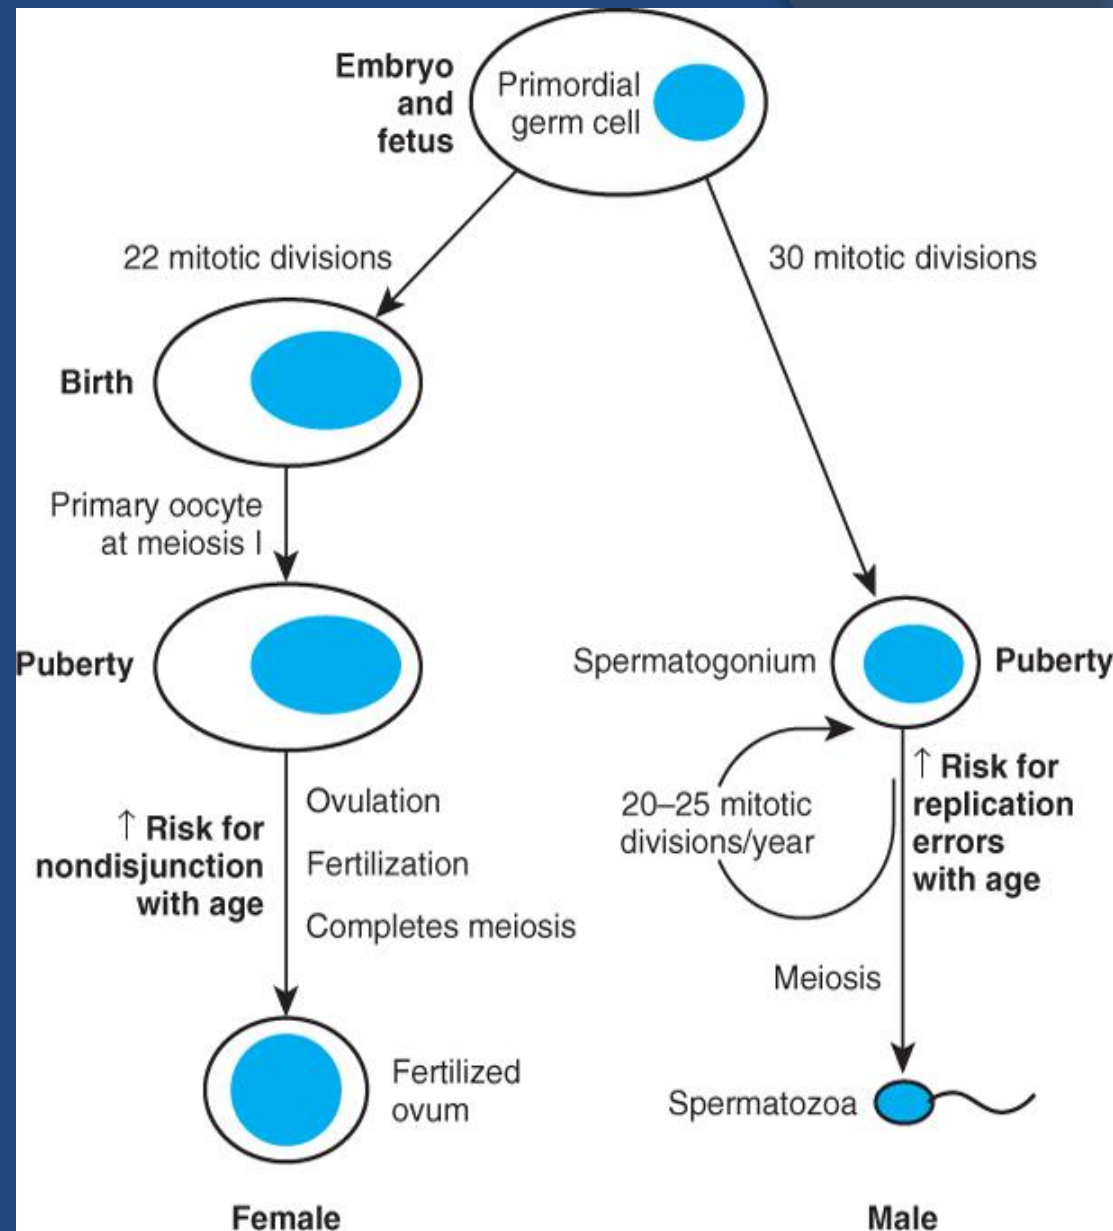 Embryo
and
fetus
Primordial
germ cell
22 mitotic divisions
30 mitotic divisions
Birth
Primary oocyte
at meiosis I
Puberty
Spermatogonium
Puberty
↑ Risk for
nondisjunction
with age
Ovulation
Fertilization
Completes meiosis
20–25 mitotic
divisions/year
↑ Risk for
replication
errors
with age
Meiosis
Fertilized
ovum
Spermatozoa
Female
Male